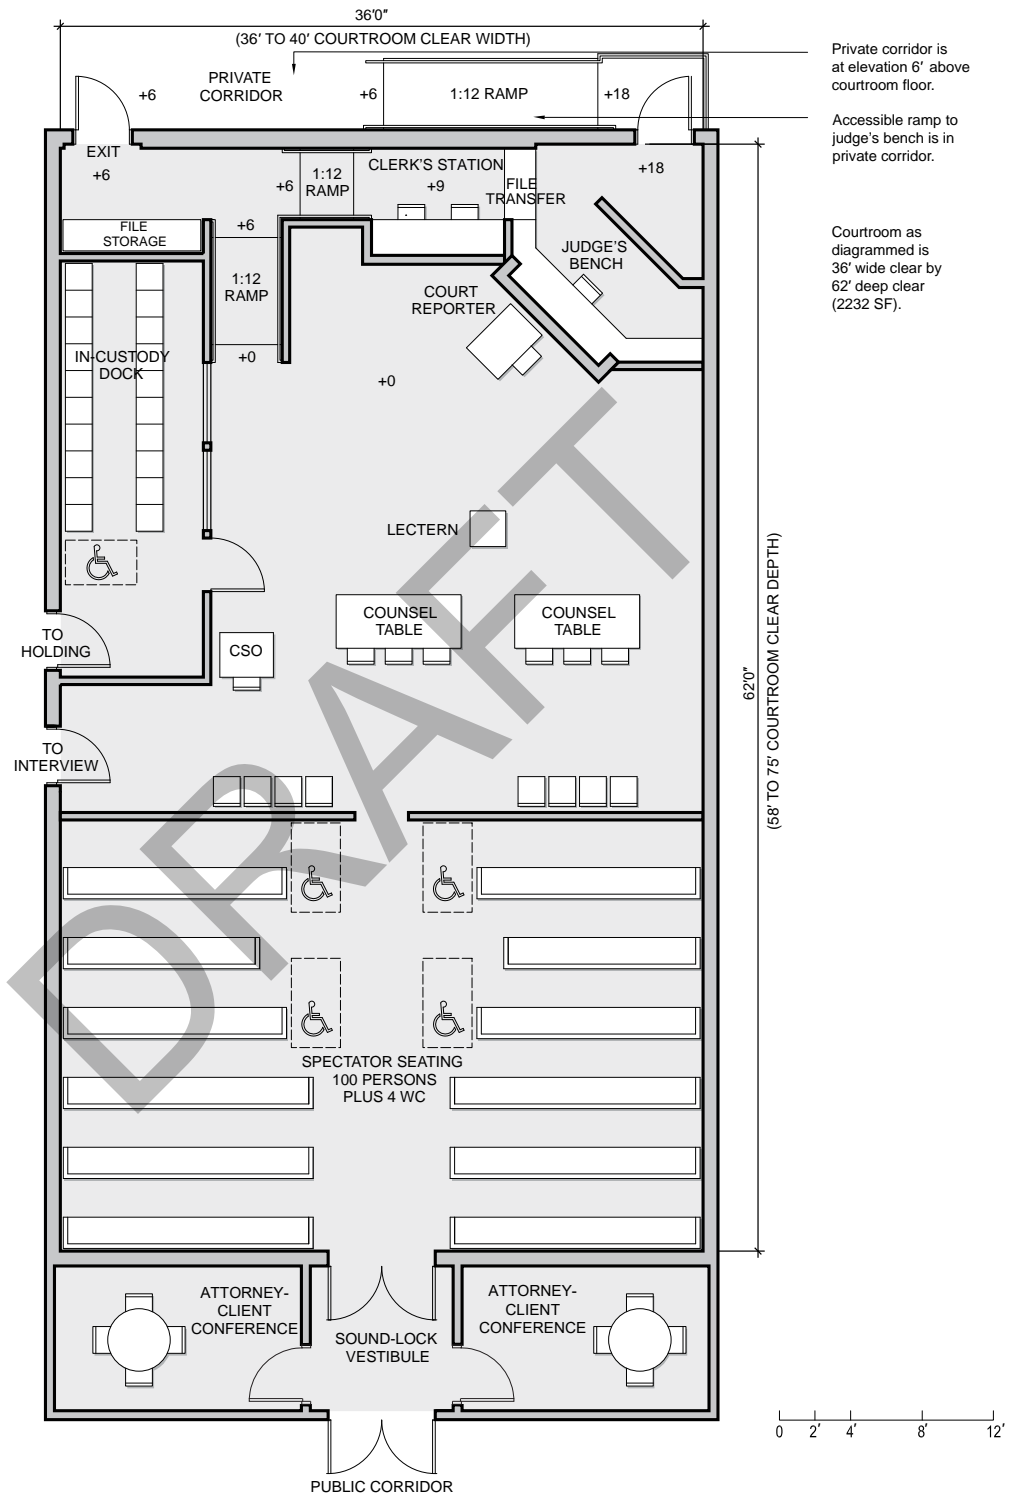 36′0″
(36′ TO 40′ COURTROOM CLEAR WIDTH)
PRIVATE
CORRIDOR
+6
+6
1:12 RAMP
+18
Private corridor is
at elevation 6′ above
courtroom floor.
Accessible ramp to
judge's bench is in
private corridor.
EXIT
+6
+6
1:12
RAMP
CLERK'S STATION
+9
FILE
TRANSFER
+18
FILE
STORAGE
+6
JUDGE'S
BENCH
Courtroom as
diagrammed is
36′ wide clear by
62′ deep clear
(2232 SF).
1:12
RAMP
COURT
REPORTER
+0
IN-CUSTODY
DOCK
+0
LECTERN
COUNSEL
TABLE
COUNSEL
TABLE
TO
HOLDING
CSO
62′0″
(58′ TO 75′ COURTROOM CLEAR DEPTH)
TO
INTERVIEW
DRAFT
SPECTATOR SEATING
100 PERSONS
PLUS 4 WC
ATTORNEY-
CLIENT
CONFERENCE
ATTORNEY-
CLIENT
CONFERENCE
SOUND-LOCK
VESTIBULE
0 2′ 4′ 8′ 12′
PUBLIC CORRIDOR